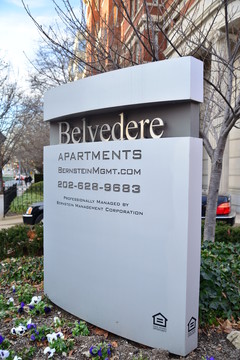 Belvedere
APARTMENTS
BERNSTEINMGMT.COM
202-628-9683
PROFESSIONALLY MANAGED BY
BERNSTEIN MANAGEMENT CORPORATION